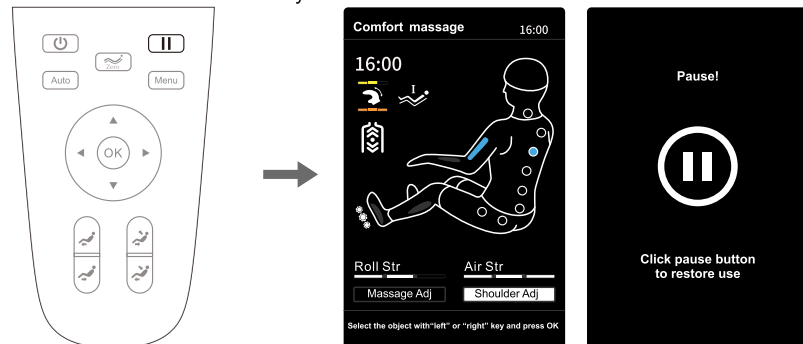 Zero
Auto
Menu
OK
Comfort massage
16:00
16:00
I
Roll Str
Air Str
Massage Adj
Shoulder Adj
Select the object with“left” or “right” key and press OK
Pause!
Click pause button
to restore use